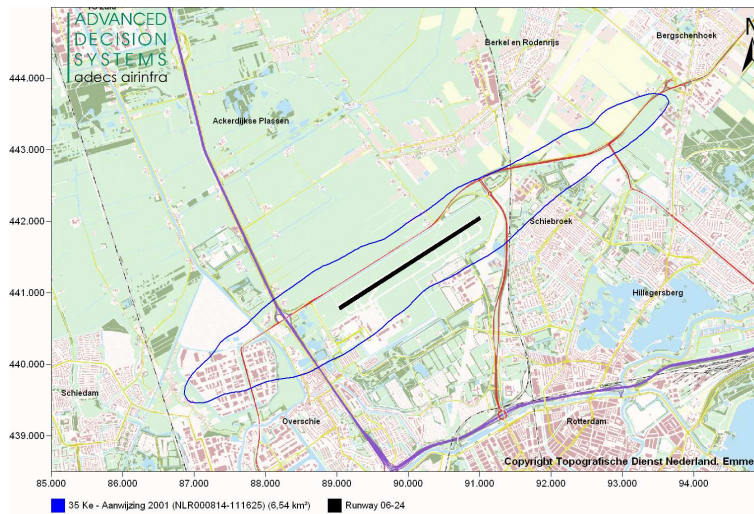 ADVANCED
DECISION
SYSTEMS
adecs airinfra
N
Bergschenhoek
Berkel en Rodenrijs
444.000
Ackerdijkse Plassen
443.000
442.000
Schiebroek
441.000
Hillegersberg
440.000
Schiedam
Overschie
Rotterdam
439.000
Copyright Topografische Dienst Nederland. Emme
85.000 86.000 87.000 88.000 89.000 90.000 91.000 92.000 93.000 94.000
35 Ke - Aanwijzing 2001 (NLR000814-111625) (6,54 km²) Runway 06-24